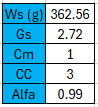 Ws (g) 362.56
Gs 2.72
Cm 1
CC 3
Alfa 0.99